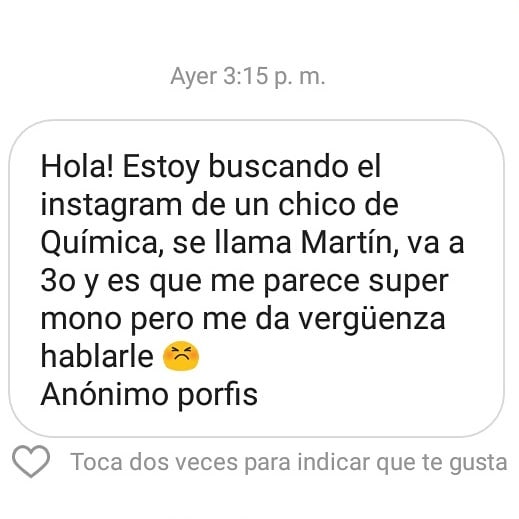 Ayer 3:15 p. m.
Hola! Estoy buscando el
instagram de un chico de
Química, se llama Martín, va a
3o y es que me parece super
mono pero me da vergüenza
hablarle 😣
Anónimo porfis
Toca dos veces para indicar que te gusta